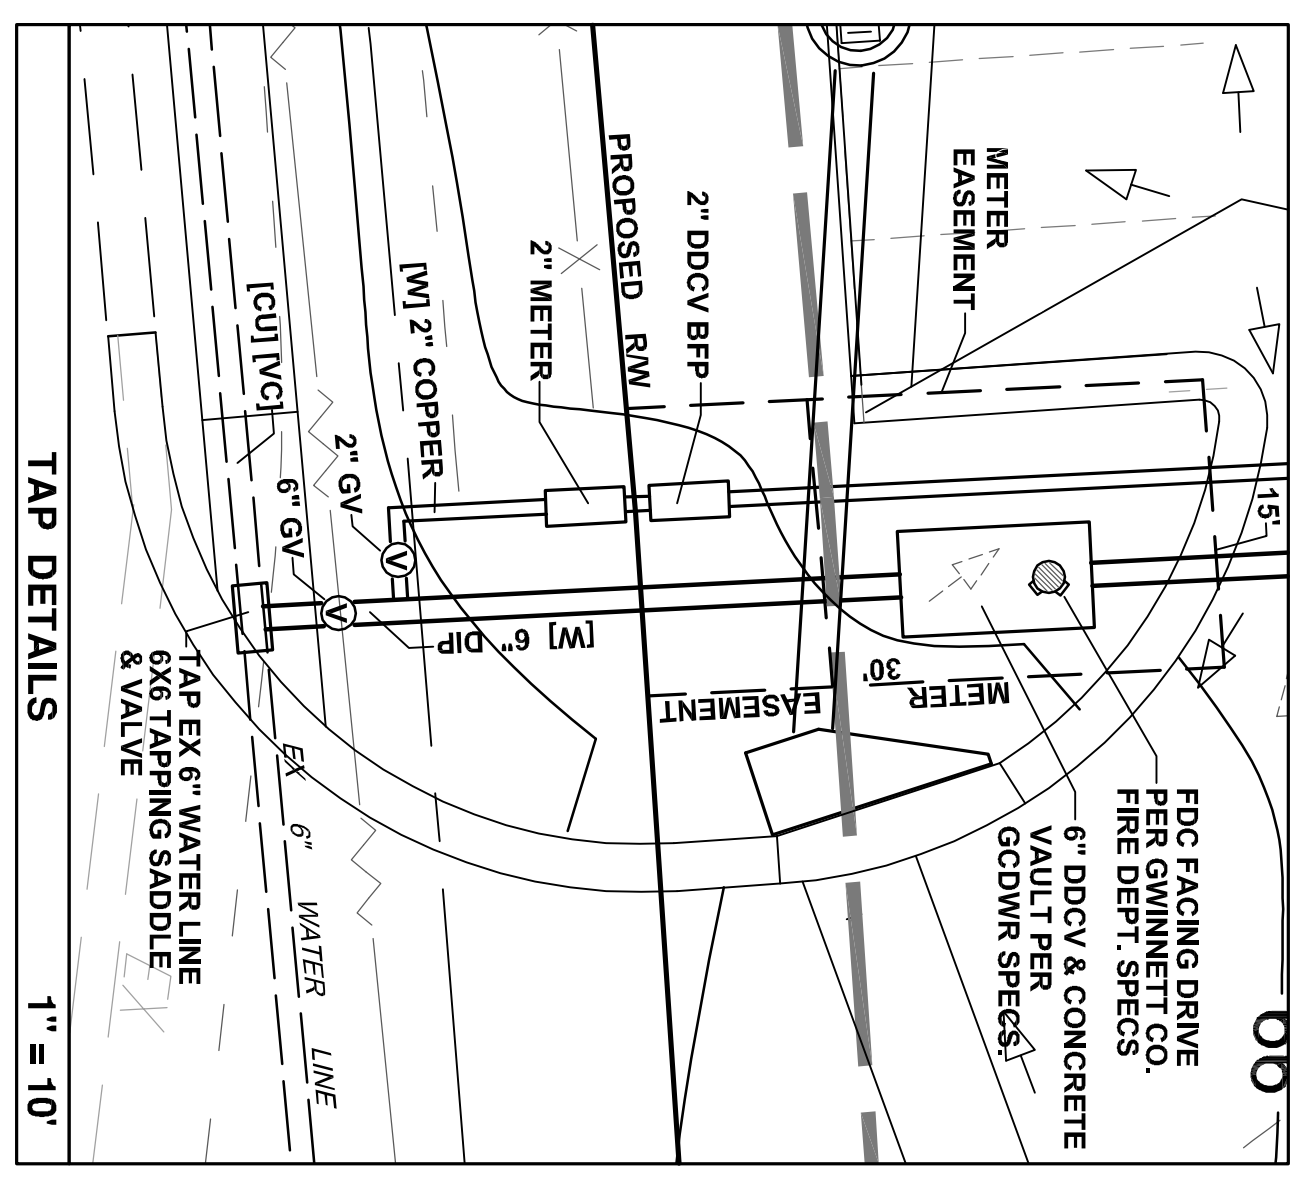 TAP DETAILS
1" = 10'
FDC FACING DRIVE
PER GWINNETT CO.
FIRE DEPT. SPECS
6" DDCV & CONCRETE
VAULT PER
GCDWR SPECS.
15'
METER
EASEMENT
30'
METER
EASEMENT
2" DDCV BFP
PROPOSED R/W
2" METER
[W] 2" COPPER
[W] 6" DIP
2" GV
V
6" GV
V
[CU] [VC]
EX 6" WATER LINE
TAP EX 6" WATER LINE
6X6 TAPPING SADDLE
& VALVE